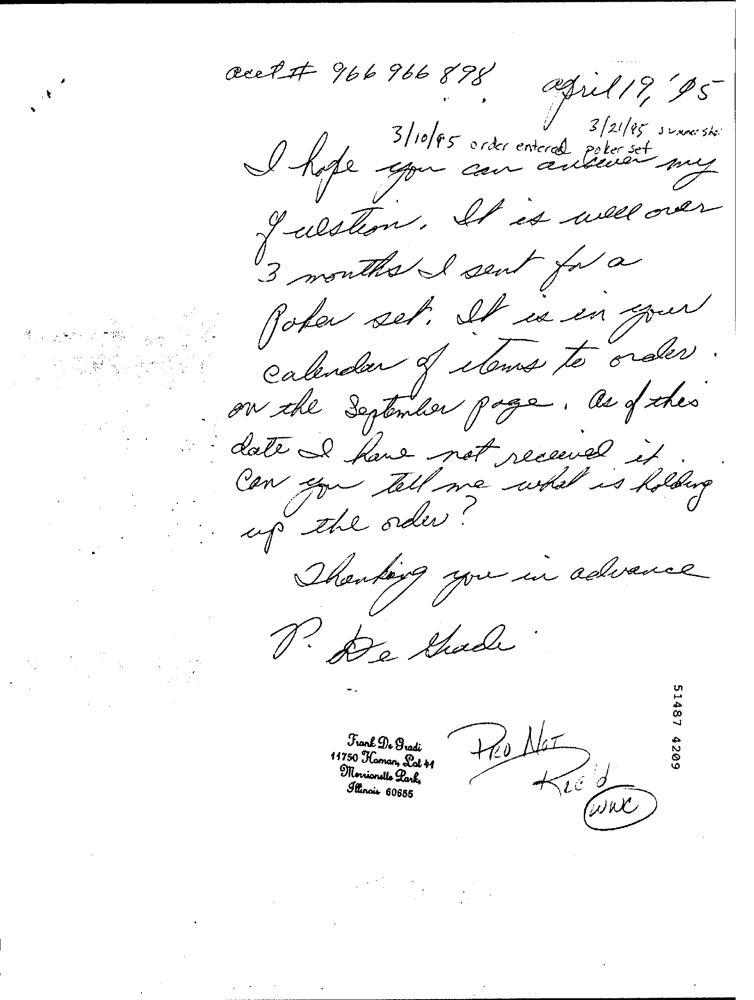 acct # 966 966 898
april 19, '95
3/10/95 order entered
3/21/95
poker set
I hope you can answer my
question. It is well over
3 months I sent for a
Poker set. It is in your
calendar of items to order.
on the September page. As of this
date I have not received it.
Can you tell me what is holding
up the order?
Thanking you in advance
P. De Gradi
Frank De Gradi
11750 Homan, Lot 41
Merrionette Park,
Illinois 60655
PRO NOT
REC'd
WWC
51487 4209